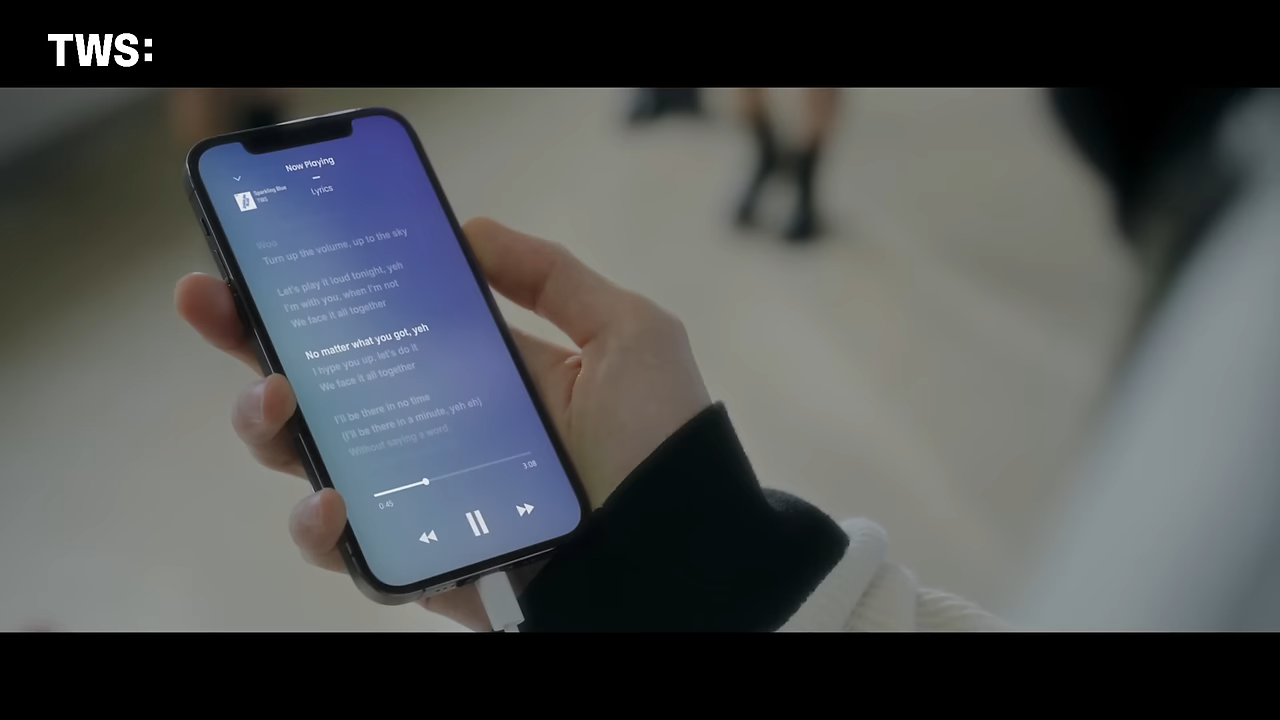 TWS:
Now Playing
Sparkling Blue
TWS
Lyrics
Woo
Turn up the volume, up to the sky
Let's play it loud tonight, yeh
I'm with you, when I'm not
We face it all together
No matter what you got, yeh
I hype you up, let's do it
We face it all together
I'll be there in no time
(I'll be there in a minute, yeh eh)
Without saying a word
0:45
3:08